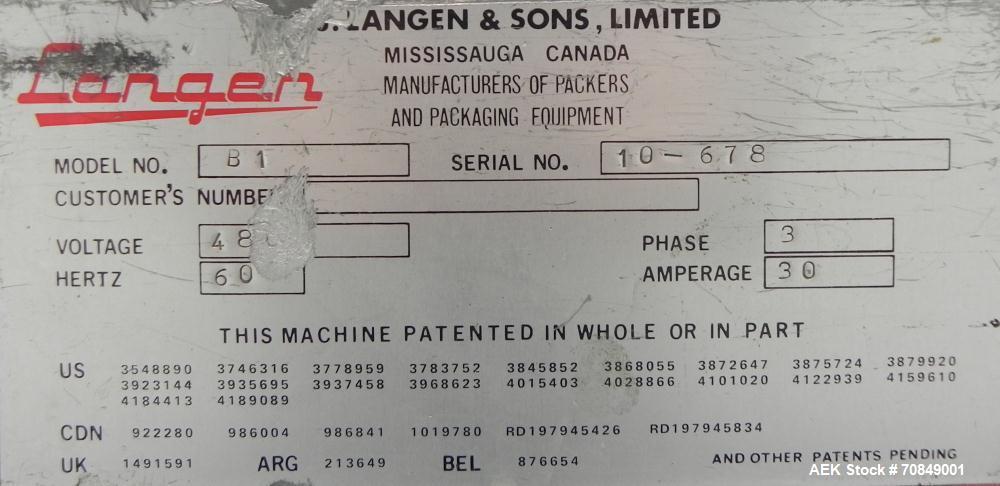 LANGEN & SONS, LIMITED
Langen
MISSISSAUGA CANADA
MANUFACTURERS OF PACKERS
AND PACKAGING EQUIPMENT
MODEL NO. B1 SERIAL NO. 10-678
CUSTOMER'S NUMBE
VOLTAGE 48 PHASE 3
HERTZ 60 AMPERAGE 30
THIS MACHINE PATENTED IN WHOLE OR IN PART
US 3548890 3746316 3778959 3783752 3845852 3868055 3872647 3875724 3879920
3923144 3935695 3937458 3968623 4015403 4028866 4101020 4122939 4159610
4184413 4189089
CDN 922280 986004 986841 1019780 RD197945426 RD197945834
UK 1491591 ARG 213649 BEL 876654 AND OTHER PATENTS PENDING
AEK Stock # 70849001